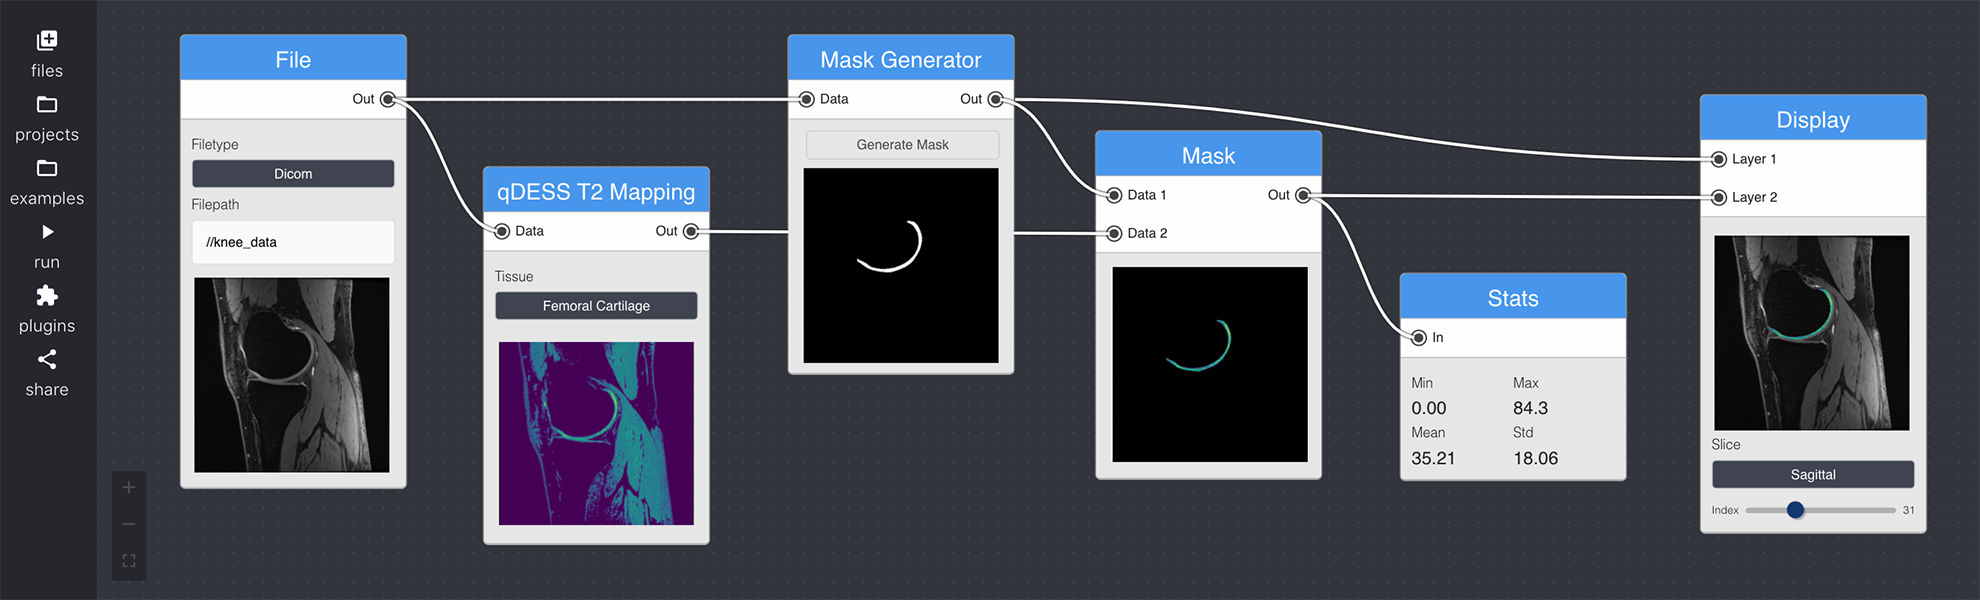 files
projects
examples
run
plugins
share
File
Out
Filetype
Dicom
Filepath
//knee_data
qDESS T2 Mapping
Data
Out
Tissue
Femoral Cartilage
Mask Generator
Data
Out
Generate Mask
Mask
Data 1
Out
Data 2
Stats
In
Min
Max
0.00
84.3
Mean
Std
35.21
18.06
Display
Layer 1
Layer 2
Slice
Sagittal
Index
31